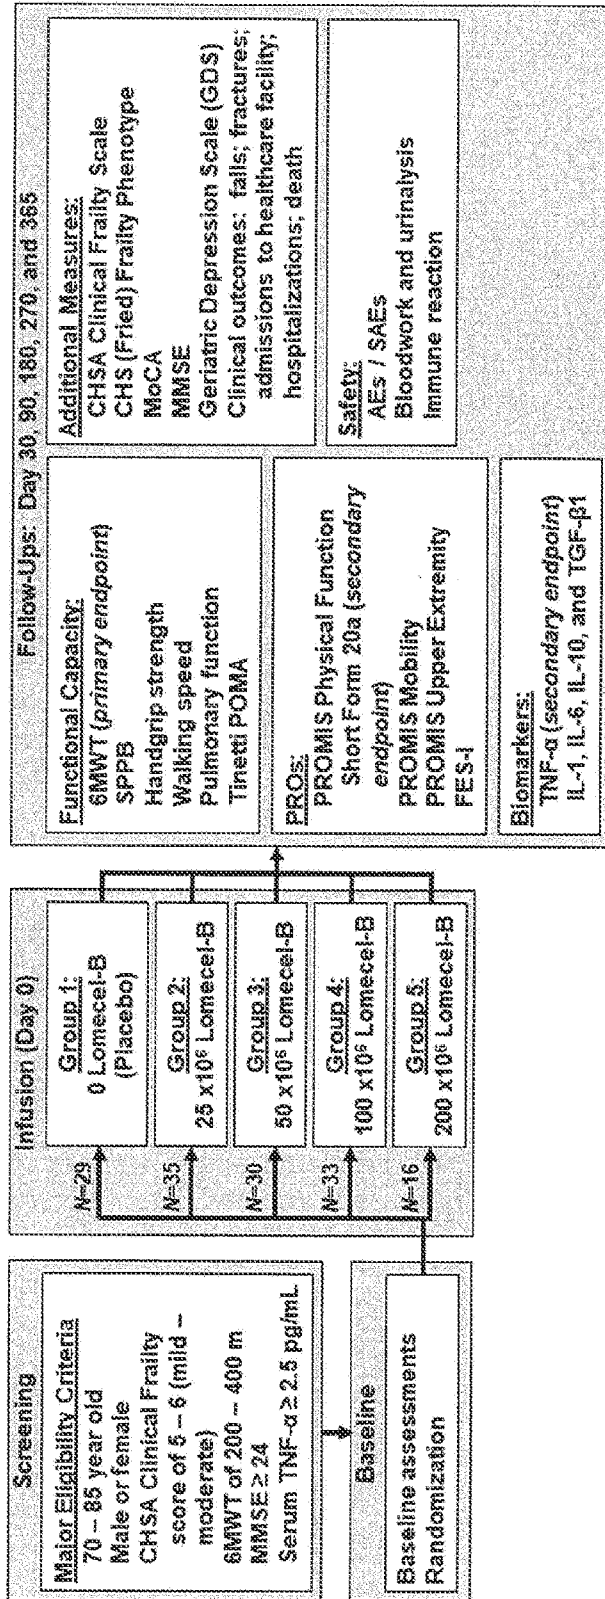 Screening
Major Eligibility Criteria
70 – 85 year old
Male or female
CHSA Clinical Frailty
score of 5 – 6 (mild –
moderate)
6MWT of 200 – 400 m
MMSE ≥ 24
Serum TNF-α ≥ 2.5 pg/mL
Baseline
Baseline assessments
Randomization
Infusion (Day 0)
N=29
Group 1:
0 Lomecel-B
(Placebo)
N=35
Group 2:
25 x10⁶ Lomecel-B
N=30
Group 3:
50 x10⁶ Lomecel-B
N=33
Group 4:
100 x10⁶ Lomecel-B
N=16
Group 5:
200 x10⁶ Lomecel-B
Follow-Ups: Day 30, 90, 180, 270, and 365
Functional Capacity:
6MWT (primary endpoint)
SPPB
Handgrip strength
Walking speed
Pulmonary function
Tinetti POMA
PROs:
PROMIS Physical Function
Short Form 20a (secondary
endpoint)
PROMIS Mobility
PROMIS Upper Extremity
FES-I
Biomarkers:
TNF-α (secondary endpoint)
IL-1, IL-6, IL-10, and TGF-β1
Additional Measures:
CHSA Clinical Frailty Scale
CHS (Fried) Frailty Phenotype
MoCA
MMSE
Geriatric Depression Scale (GDS)
Clinical outcomes: falls; fractures;
admissions to healthcare facility;
hospitalizations; death
Safety:
AEs / SAEs
Bloodwork and urinalysis
Immune reaction